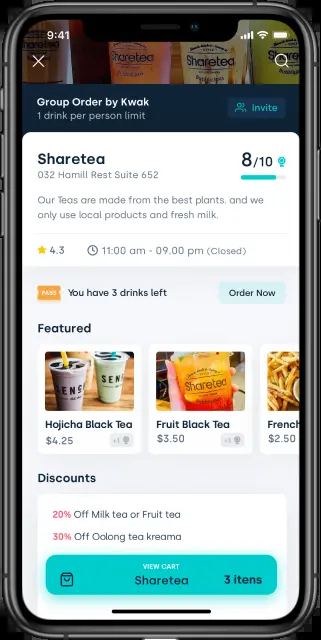 9:41
Group Order by Kwak
1 drink per person limit
Invite
Sharetea
8/10
032 Hamill Rest Suite 652
Our Teas are made from the best plants. and we
only use local products and fresh milk.
4.3
11:00 am - 09.00 pm (Closed)
PASS
You have 3 drinks left
Order Now
Featured
Sharetea
Hojicha Black Tea
$4.25
+1
Fruit Black Tea
$3.50
+1
French
$2.50
Discounts
20% Off Milk tea or Fruit tea
30% Off Oolong tea kreama
VIEW CART
Sharetea
3 itens